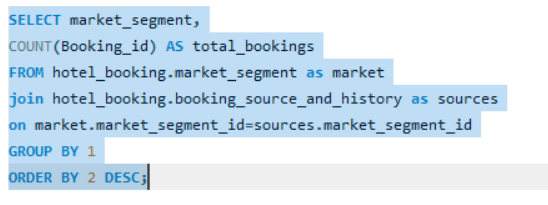 SELECT market_segment,
COUNT(Booking_id) AS total_bookings
FROM hotel_booking.market_segment as market
join hotel_booking.booking_source_and_history as sources
on market.market_segment_id=sources.market_segment_id
GROUP BY 1
ORDER BY 2 DESC;